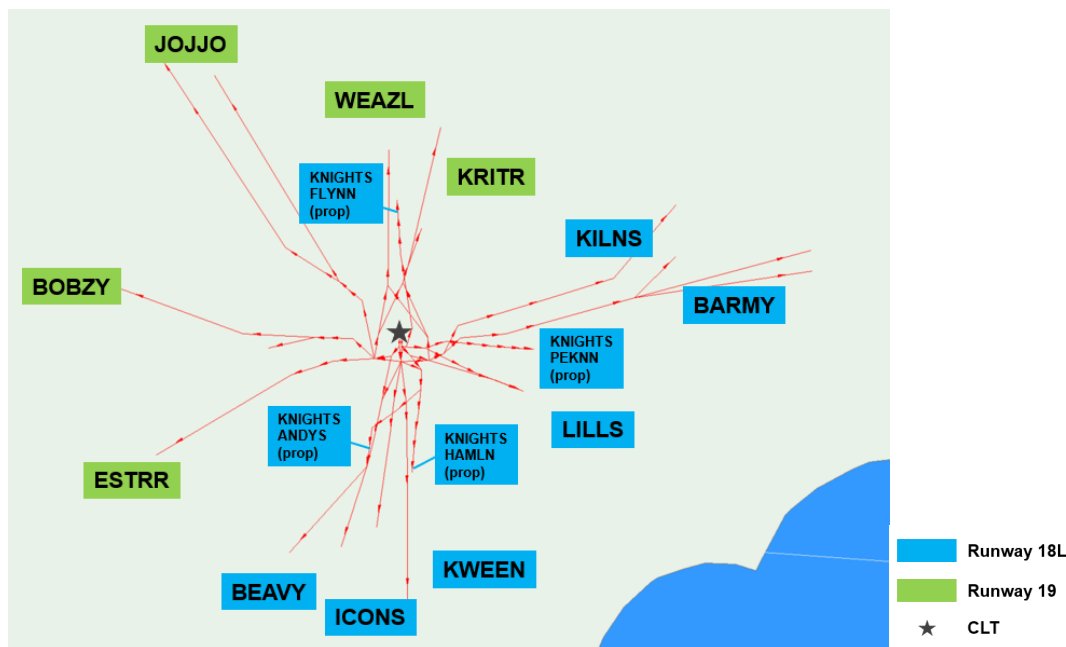 JOJJO
WEAZL
KNIGHTS
FLYNN
(prop)
KRITR
KILNS
BOBZY
BARMY
KNIGHTS
PEKNN
(prop)
KNIGHTS
ANDYS
(prop)
LILLS
KNIGHTS
HAMLN
(prop)
ESTRR
KWEEN
BEAVY
ICONS
Runway 18L
Runway 19
CLT